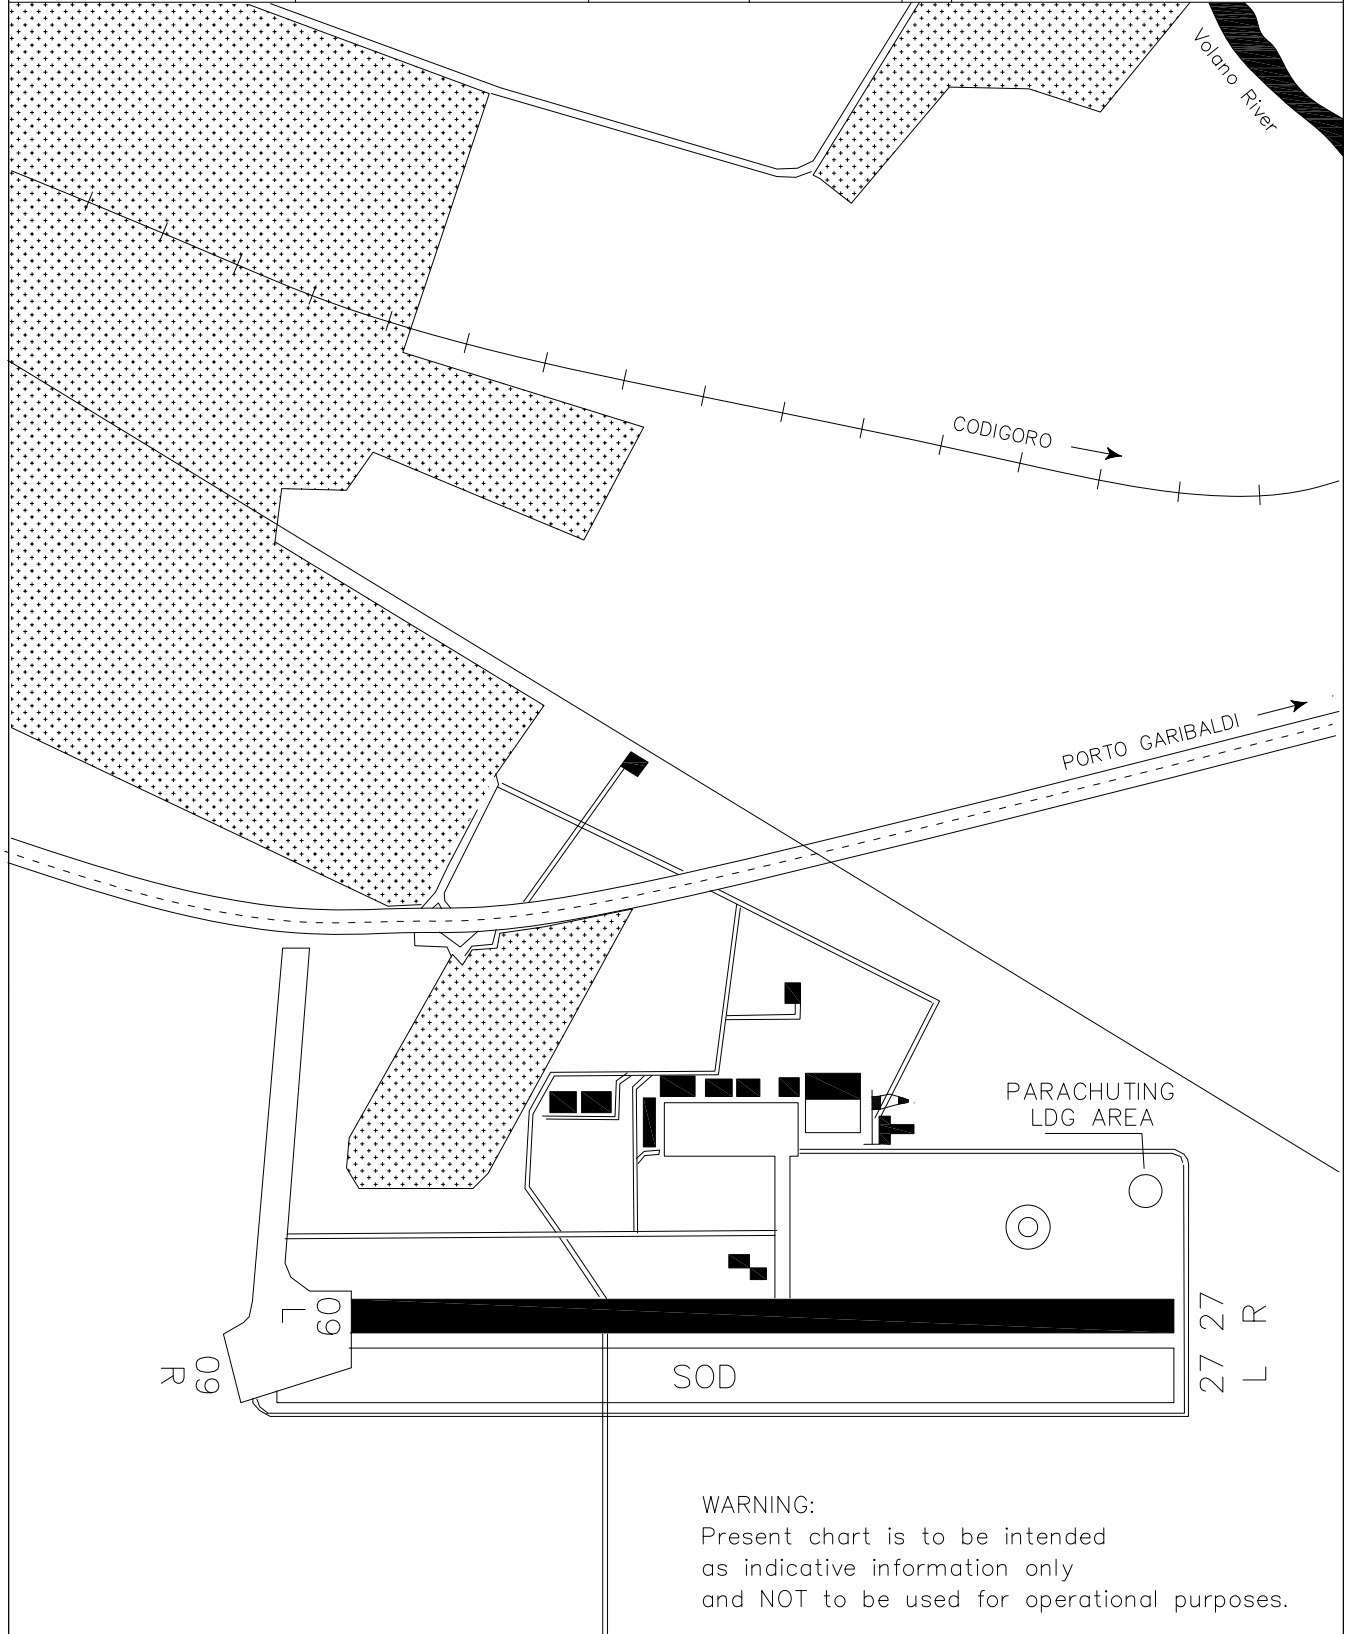 Volano River
CODIGORO
PORTO GARIBALDI
PARACHUTING
LDG AREA
09
L
27
R
09
R
SOD
27
L
WARNING:
Present chart is to be intended
as indicative information only
and NOT to be used for operational purposes.